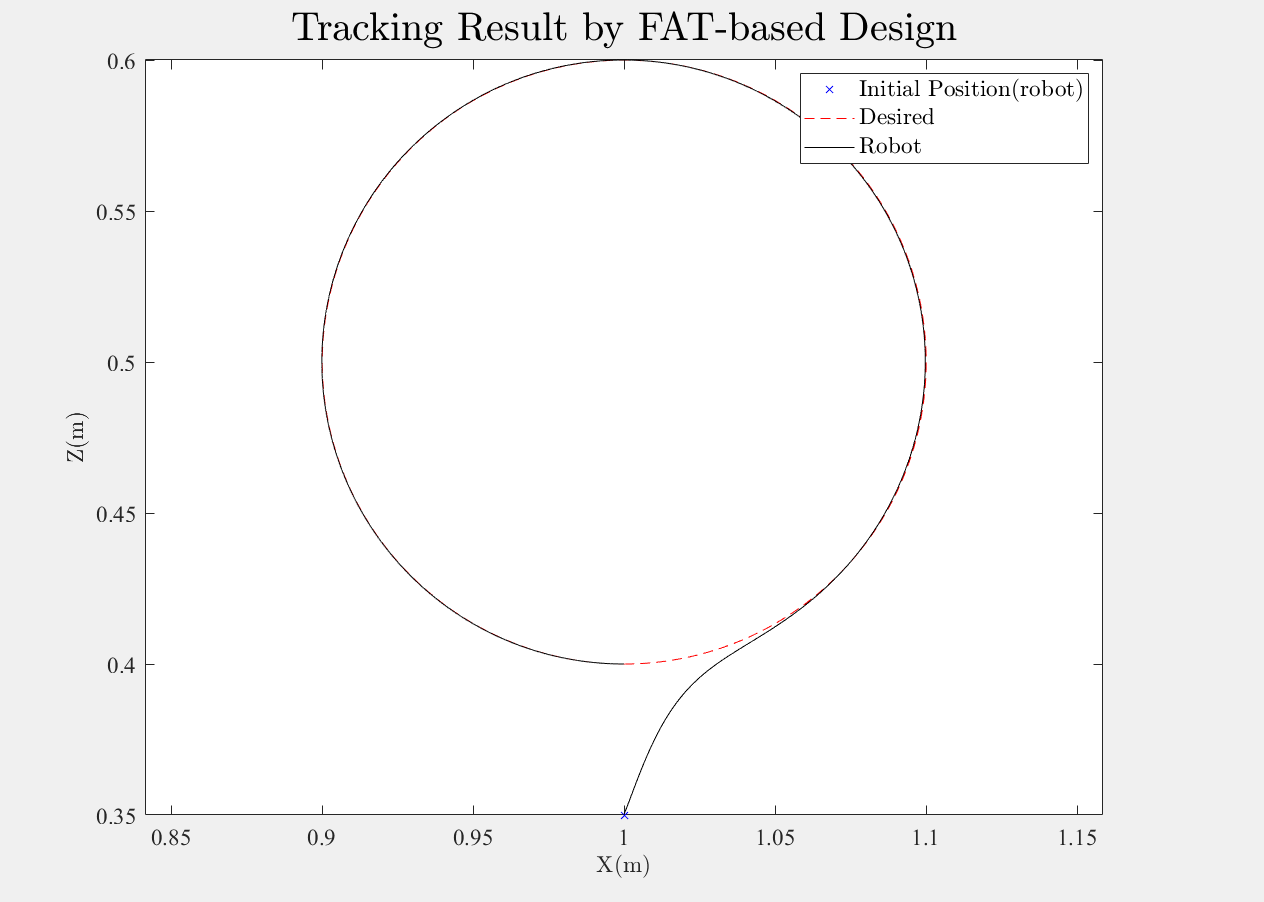 Tracking Result by FAT-based Design
0.6
0.55
0.5
0.45
0.4
0.35
Z(m)
Initial Position(robot)
Desired
Robot
0.85 0.9 0.95 1 1.05 1.1 1.15
X(m)